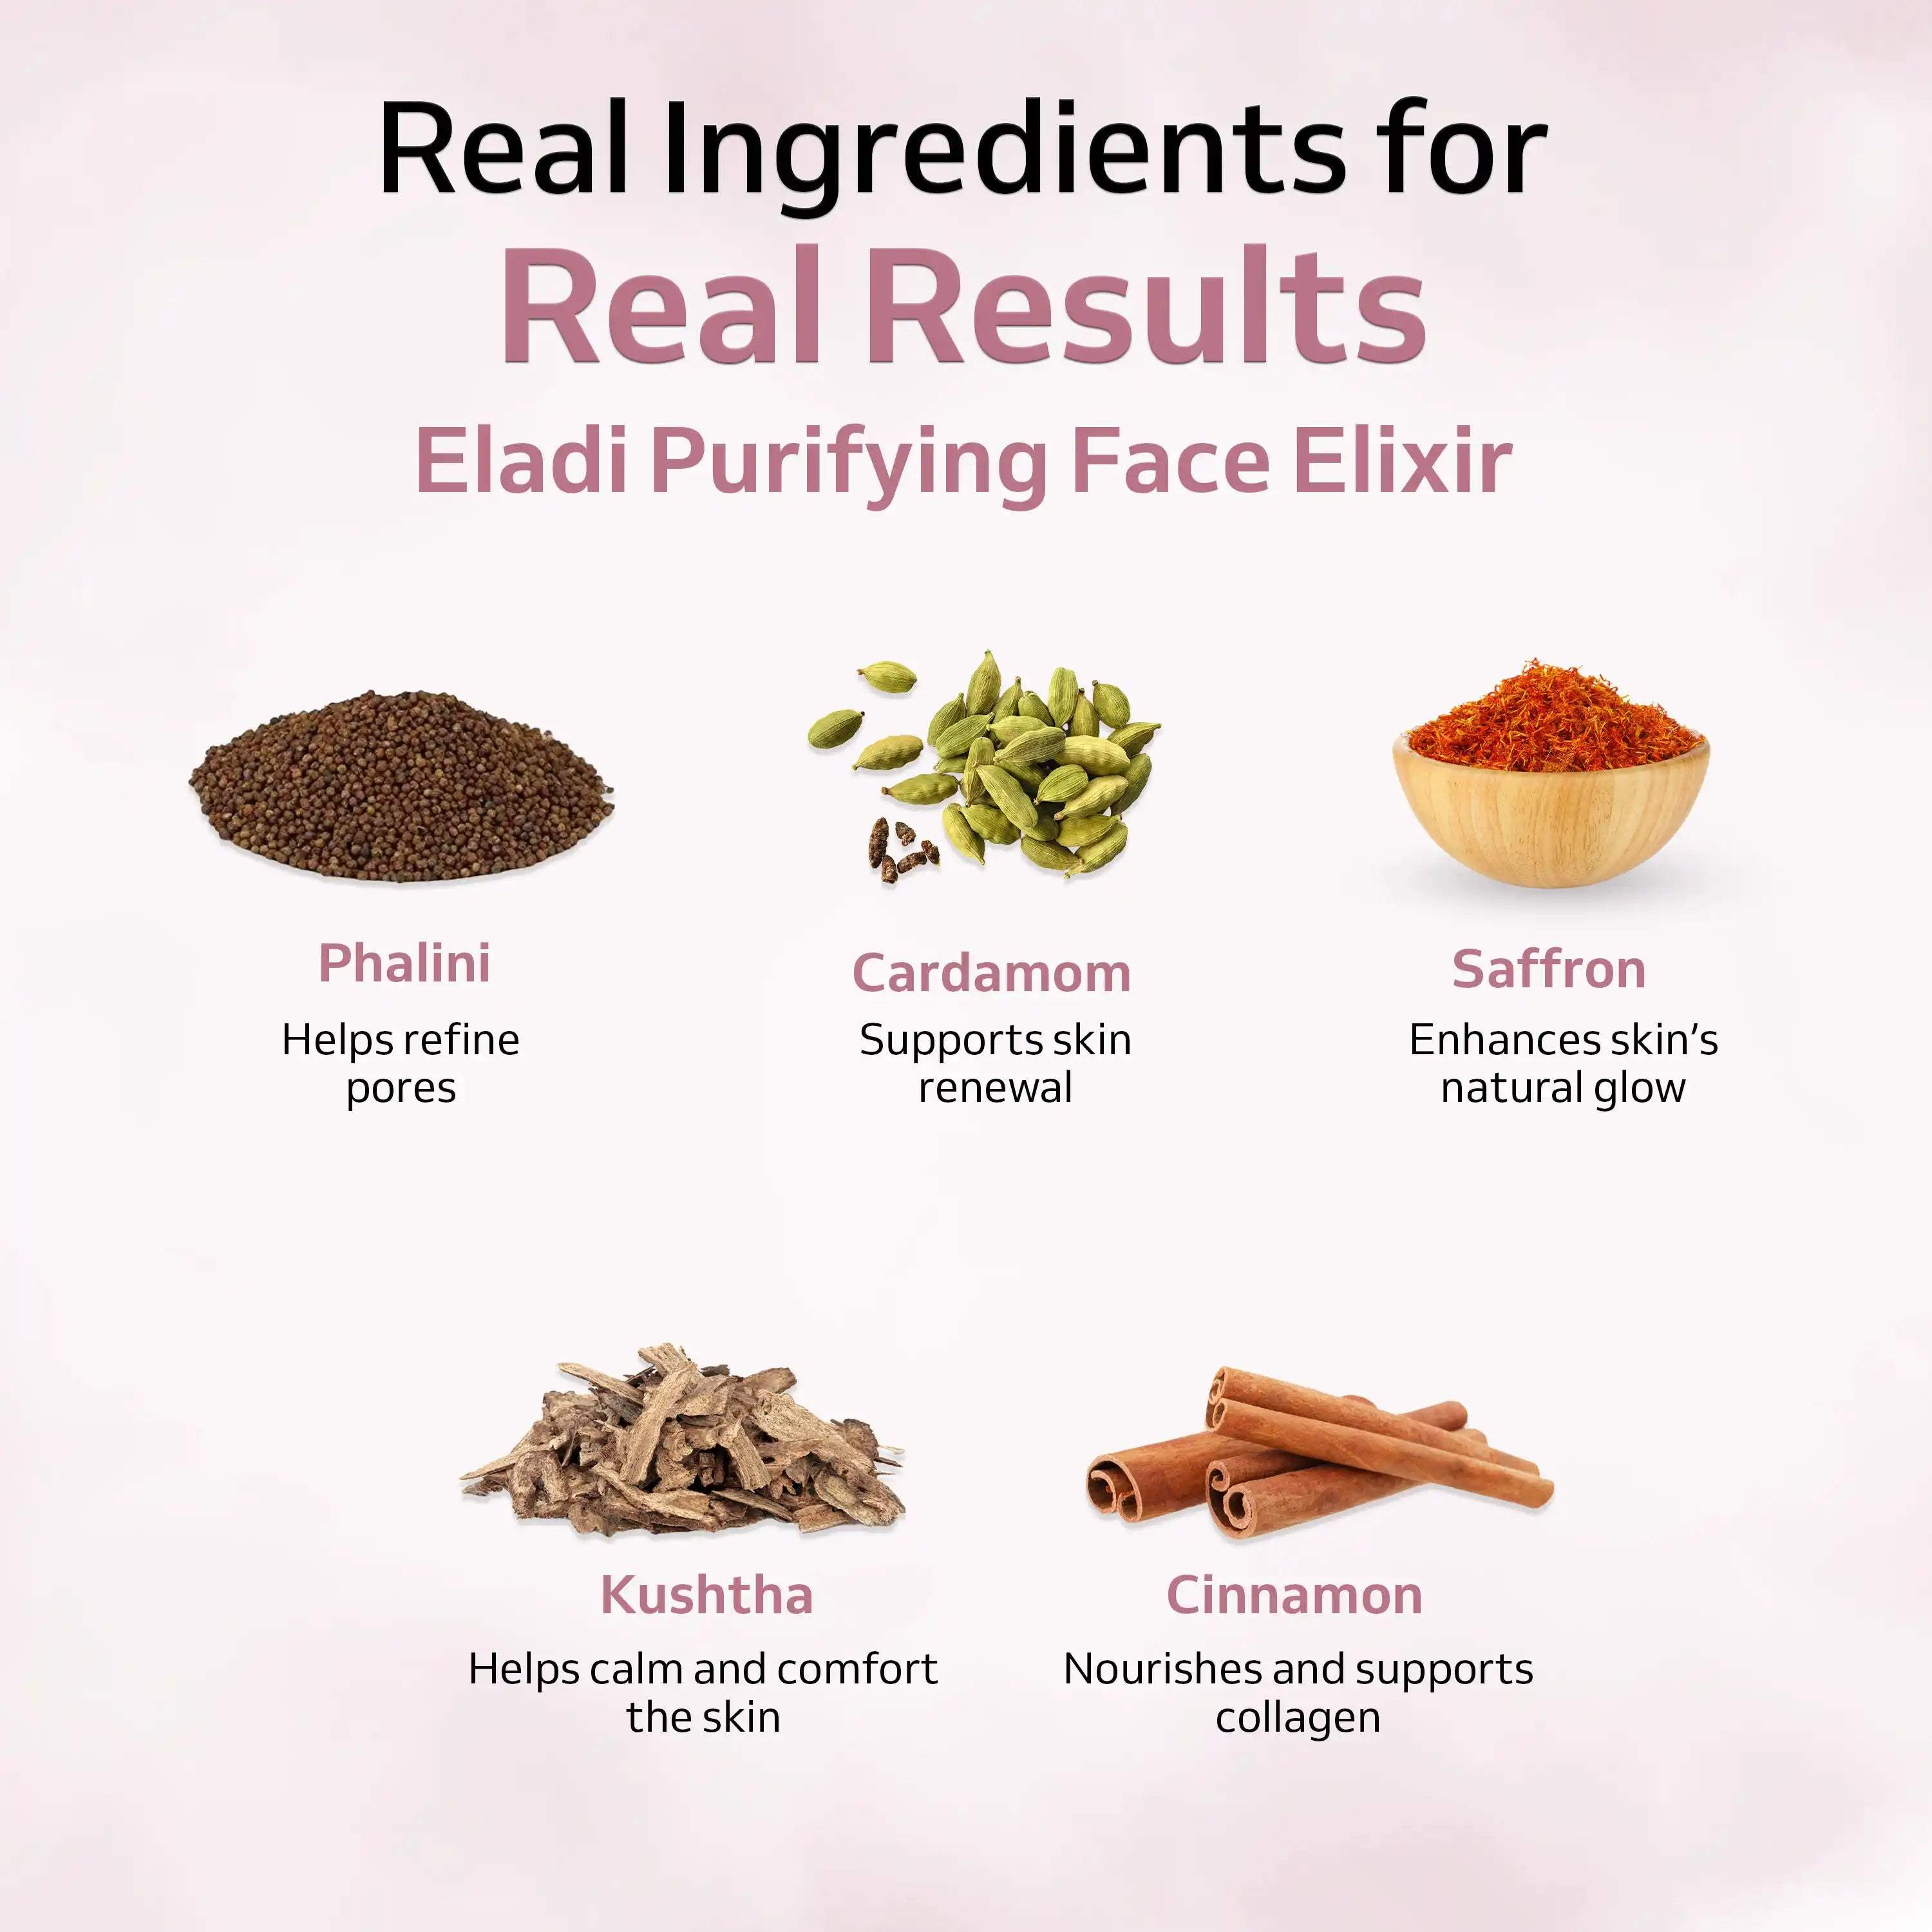 Real Ingredients for
Real Results
Eladi Purifying Face Elixir
Phalini
Helps refine
pores
Cardamom
Supports skin
renewal
Saffron
Enhances skin’s
natural glow
Kushtha
Helps calm and comfort
the skin
Cinnamon
Nourishes and supports
collagen